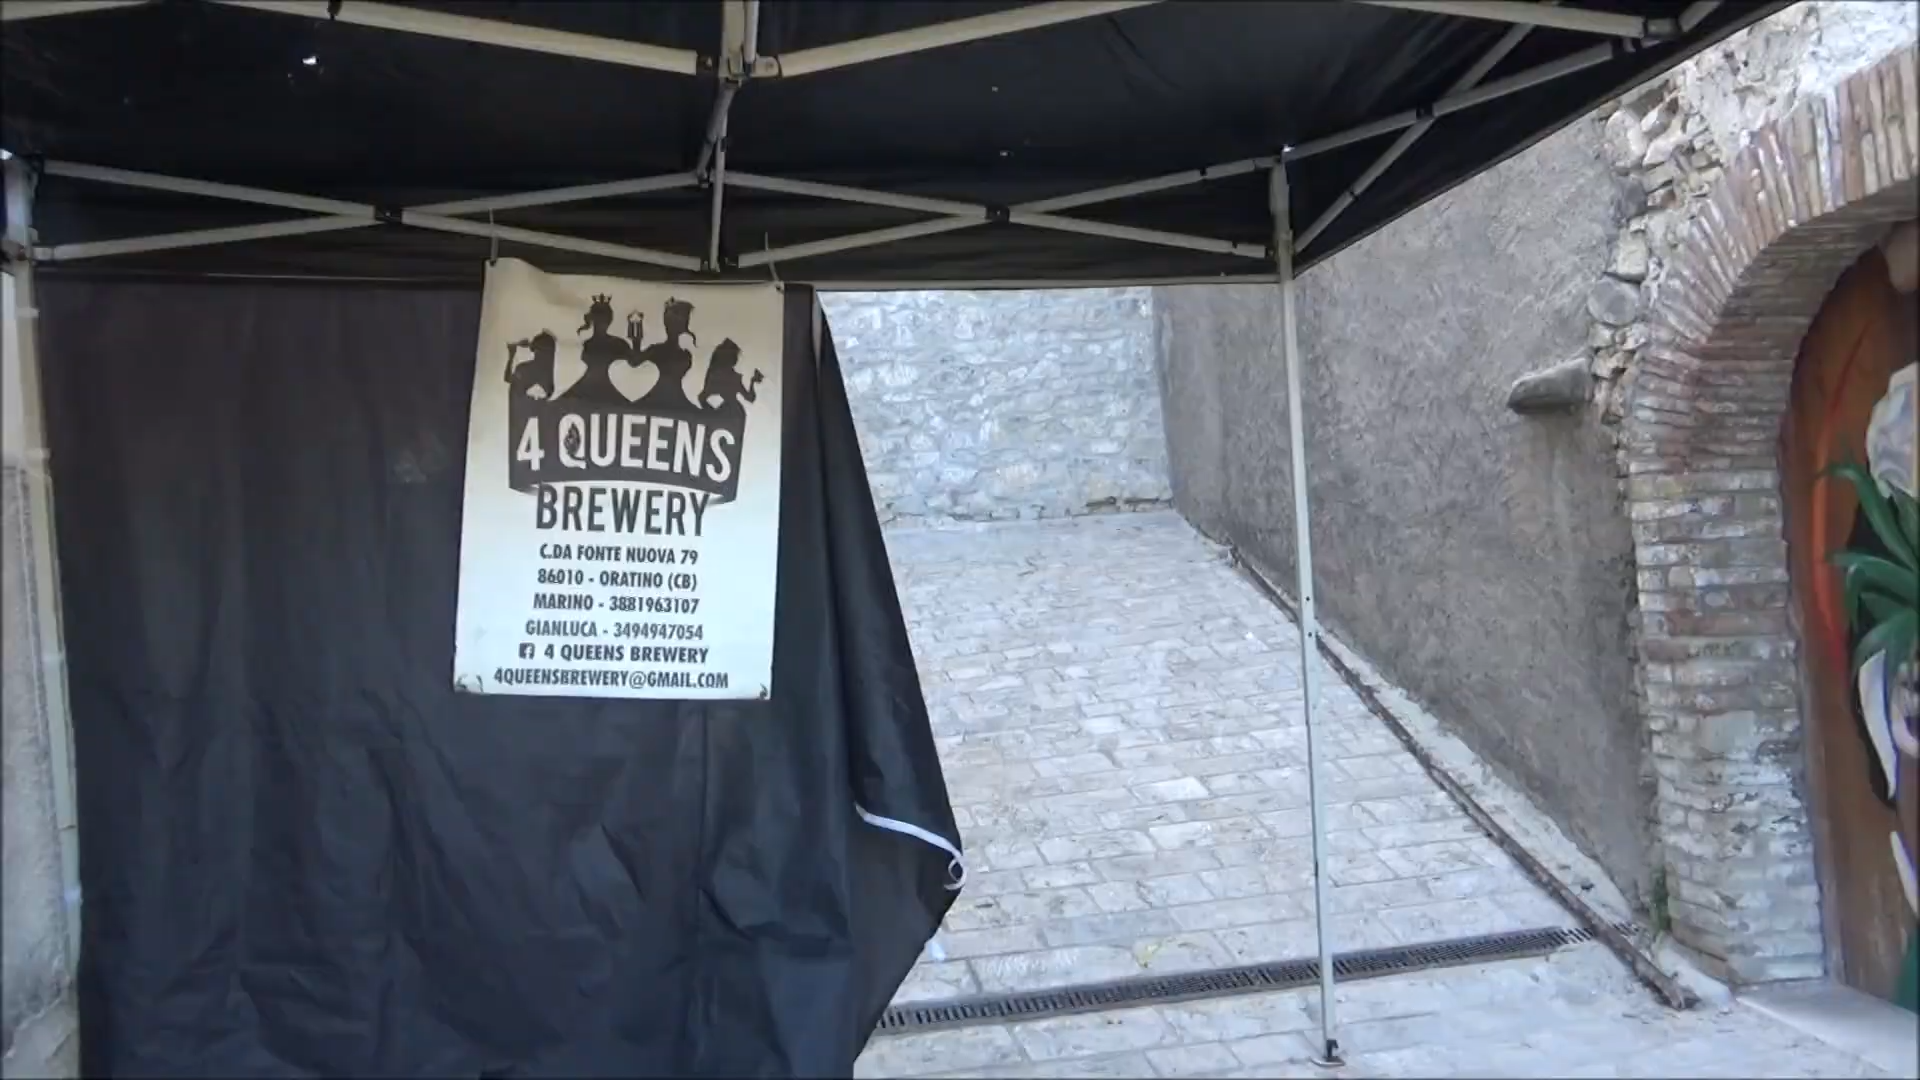 4 QUEENS
BREWERY
C.DA FONTE NUOVA 79
86010 - ORATINO (CB)
MARINO - 3881963107
GIANLUCA - 3494947054
4 QUEENS BREWERY
4QUEENSBREWERY@GMAIL.COM